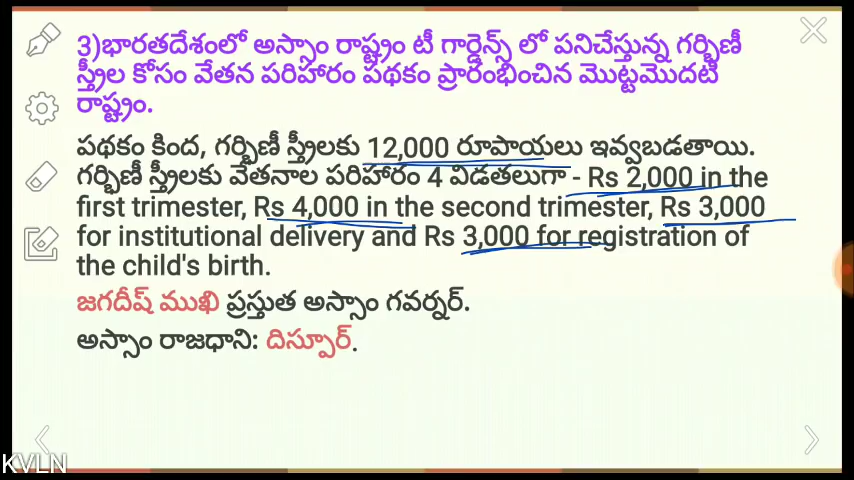 3)భారతదేశంలో అస్సాం రాష్ట్రం టీ గార్డెన్స్ లో పనిచేస్తున్న గర్భిణీ
స్త్రీల కోసం వేతన పరిహారం పథకం ప్రారంభించిన మొట్టమొదటి
రాష్ట్రం.
పథకం కింద, గర్భిణీ స్త్రీలకు 12,000 రూపాయలు ఇవ్వబడతాయి.
గర్భిణీ స్త్రీలకు వేతనాల పరిహారం 4 విడతలుగా - Rs 2,000 in the
first trimester, Rs 4,000 in the second trimester, Rs 3,000
for institutional delivery and Rs 3,000 for registration of
the child's birth.
జగదీష్ ముఖి ప్రస్తుత అస్సాం గవర్నర్.
అస్సాం రాజధాని: దిస్పూర్.
KVLN